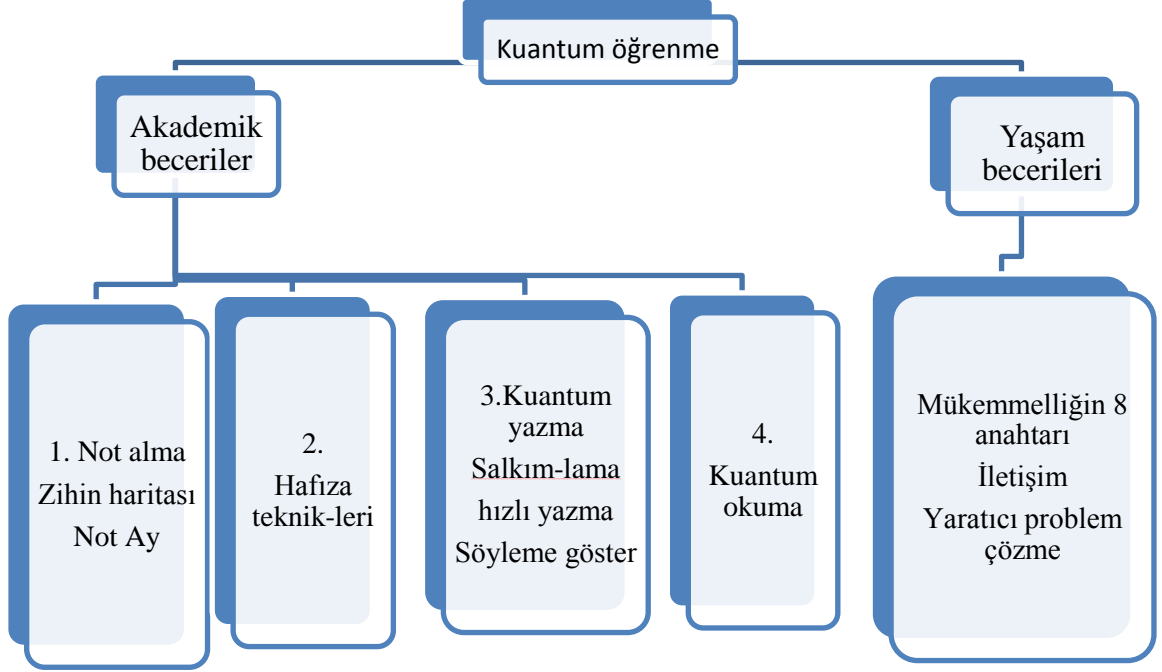 Kuantum öğrenme
Akademik
beceriler
Yaşam
becerileri
1. Not alma
Zihin haritası
Not Ay
2.
Hafıza
teknik-leri
3.Kuantum
yazma
Salkım-lama
hızlı yazma
Söyleme göster
4.
Kuantum
okuma
Mükemmelliğin 8
anahtarı
İletişim
Yaratıcı problem
çözme